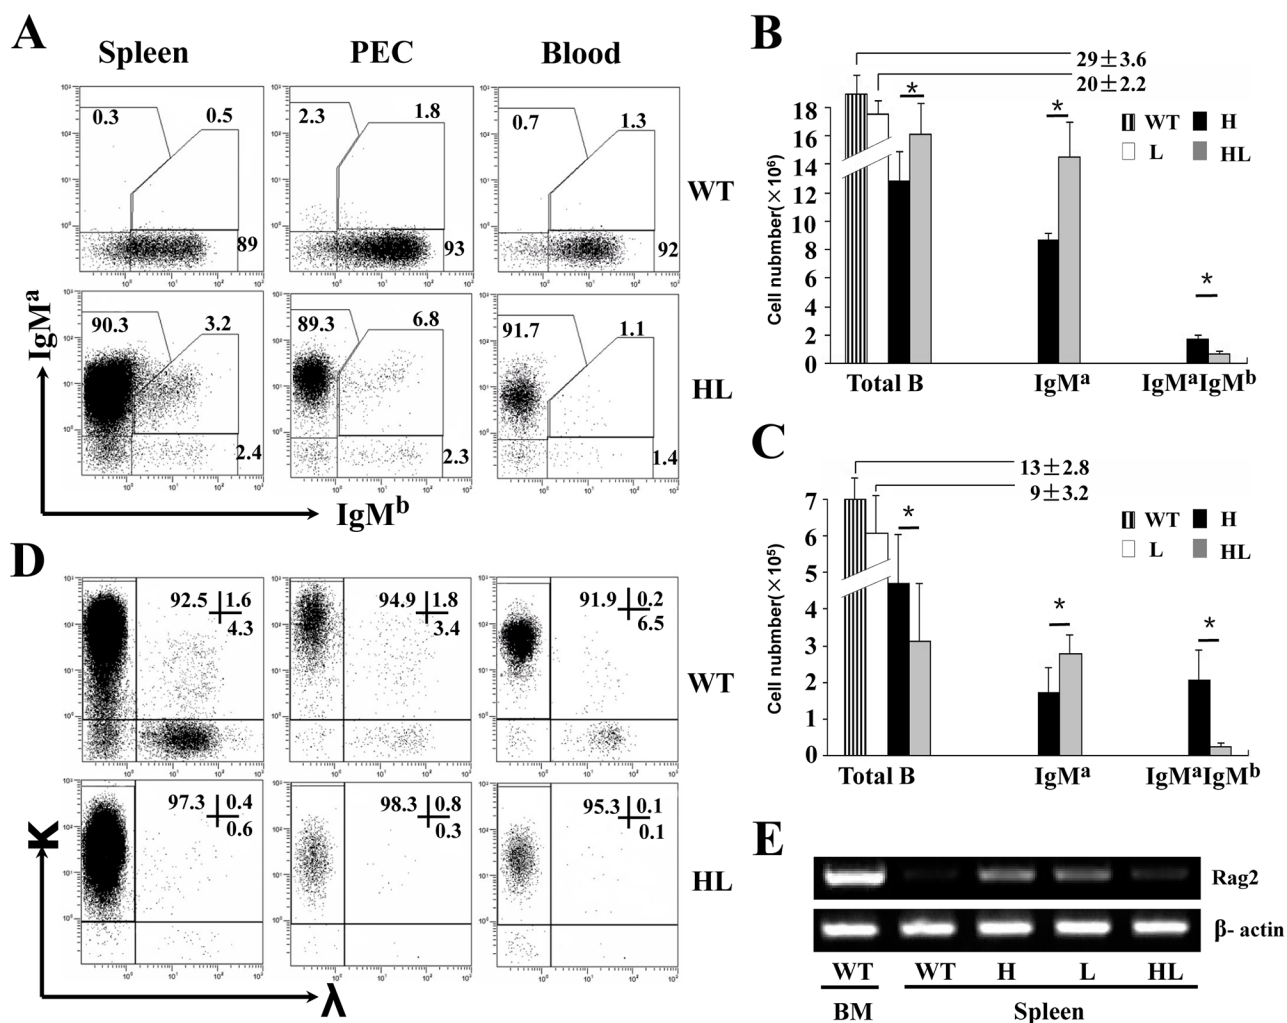 A
Spleen PEC Blood
0.3 0.5
89
2.3 1.8
93
0.7 1.3
92
WT
90.3 3.2
2.4
89.3 6.8
2.3
91.7 1.1
1.4
HL
IgMa
IgMb
B
29±3.6
20±2.2
WT H
L HL
Cell nubmber(×10⁶)
18
16
14
12
10
8
6
4
2
0
* * *
Total B IgMa IgMaIgMb
C
13±2.8
9±3.2
WT H
L HL
Cell nubmber(×10⁵)
7
6
5
4
3
2
1
0
* * *
Total B IgMa IgMaIgMb
D
92.5 1.6
4.3
94.9 1.8
3.4
91.9 0.2
6.5
WT
97.3 0.4
0.6
98.3 0.8
0.3
95.3 0.1
0.1
HL
K
λ
E
Rag2
β- actin
WT WT H L HL
BM Spleen